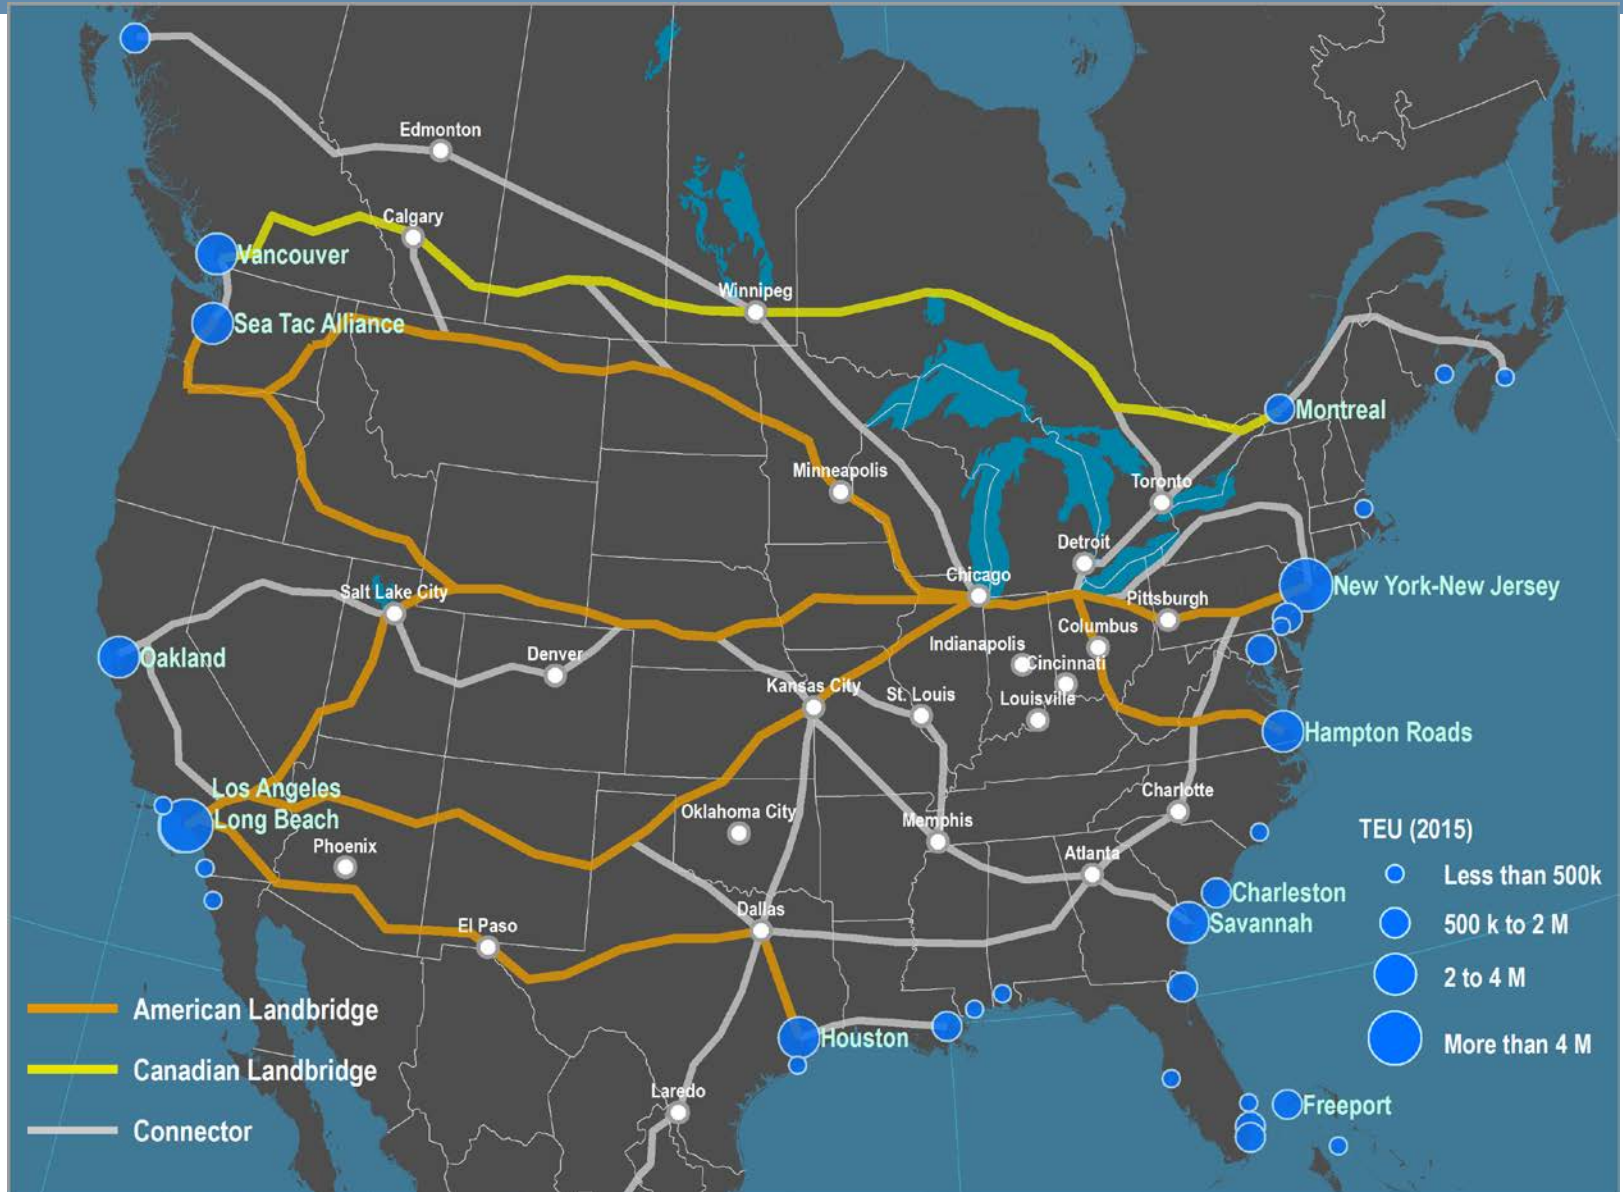 Edmonton
Calgary
Vancouver
Winnipeg
Sea Tac Alliance
Montreal
Minneapolis
Toronto
Detroit
Chicago
New York-New Jersey
Salt Lake City
Pittsburgh
Columbus
Indianapolis
Oakland
Denver
Cincinnati
Kansas City
St. Louis
Louisville
Hampton Roads
Los Angeles
Long Beach
Charlotte
Oklahoma City
Memphis
Phoenix
Atlanta
TEU (2015)
Less than 500k
500 k to 2 M
2 to 4 M
More than 4 M
Charleston
Savannah
Dallas
El Paso
Houston
Laredo
Freeport
American Landbridge
Canadian Landbridge
Connector